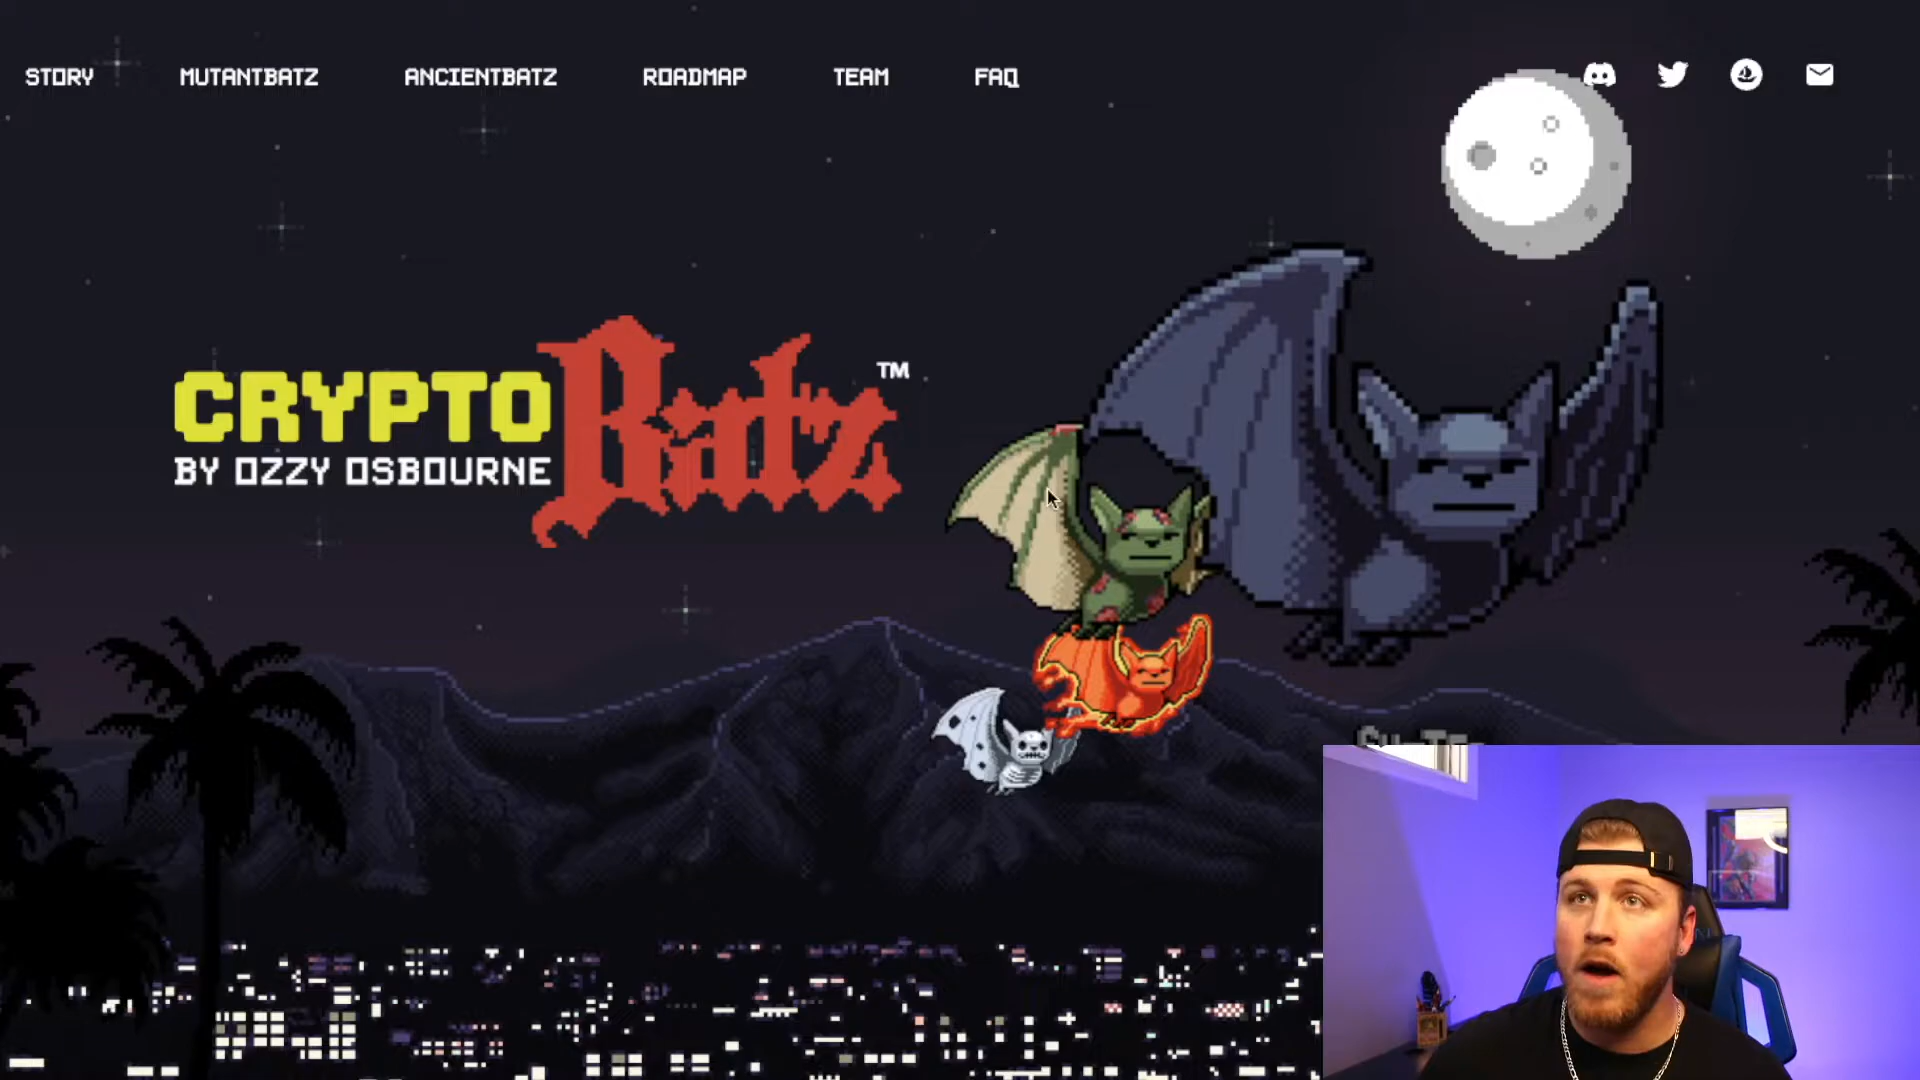 STORY MUTANTBATZ ANCIENTBATZ ROADMAP TEAM FAQ
CRYPTO Batz ™
BY OZZY OSBOURNE